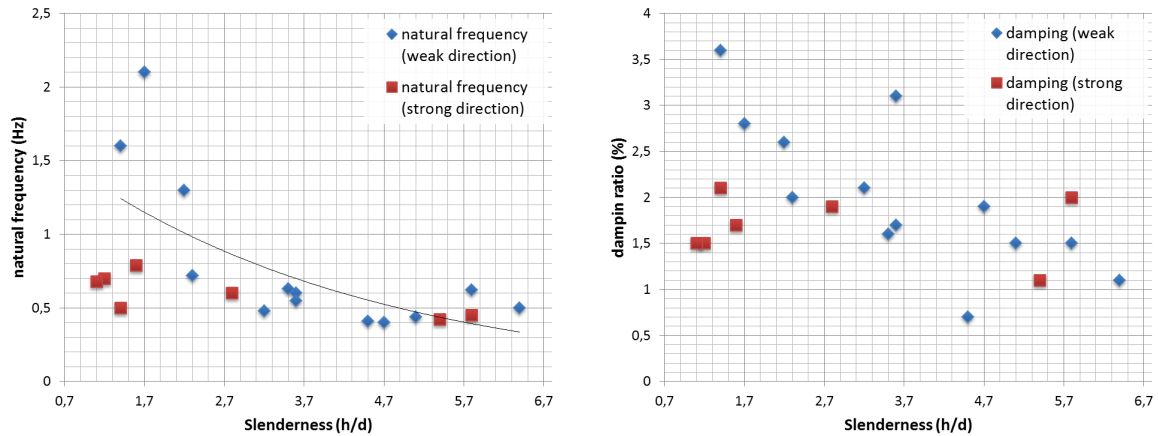 2,5
2
1,5
1
0,5
0
natural frequency (Hz)
natural frequency
(weak direction)
natural frequency
(strong direction)
0,7
1,7
2,7
3,7
4,7
5,7
6,7
Slenderness (h/d)
4
3,5
3
2,5
2
1,5
1
0,5
0
dampin ratio (%)
damping (weak
direction)
damping (strong
direction)
0,7
1,7
2,7
3,7
4,7
5,7
6,7
Slenderness (h/d)